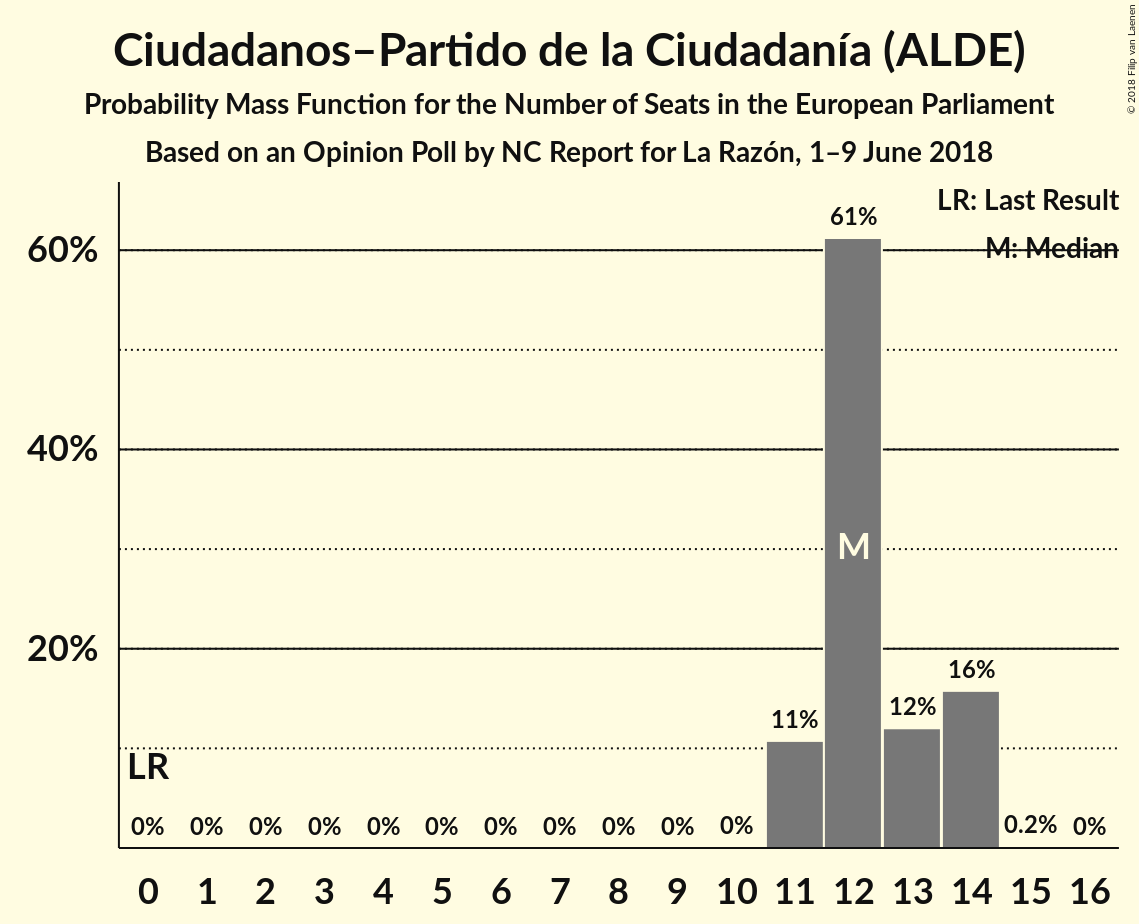 Ciudadanos–Partido de la Ciudadanía (ALDE)
Probability Mass Function for the Number of Seats in the European Parliament
Based on an Opinion Poll by NC Report for La Razón, 1–9 June 2018
© 2018 Filip van Laenen
LR: Last Result
M: Median
60%
40%
20%
61%
M
16%
12%
11%
LR
0% 0% 0% 0% 0% 0% 0% 0% 0% 0% 0% 0.2% 0%
0 1 2 3 4 5 6 7 8 9 10 11 12 13 14 15 16